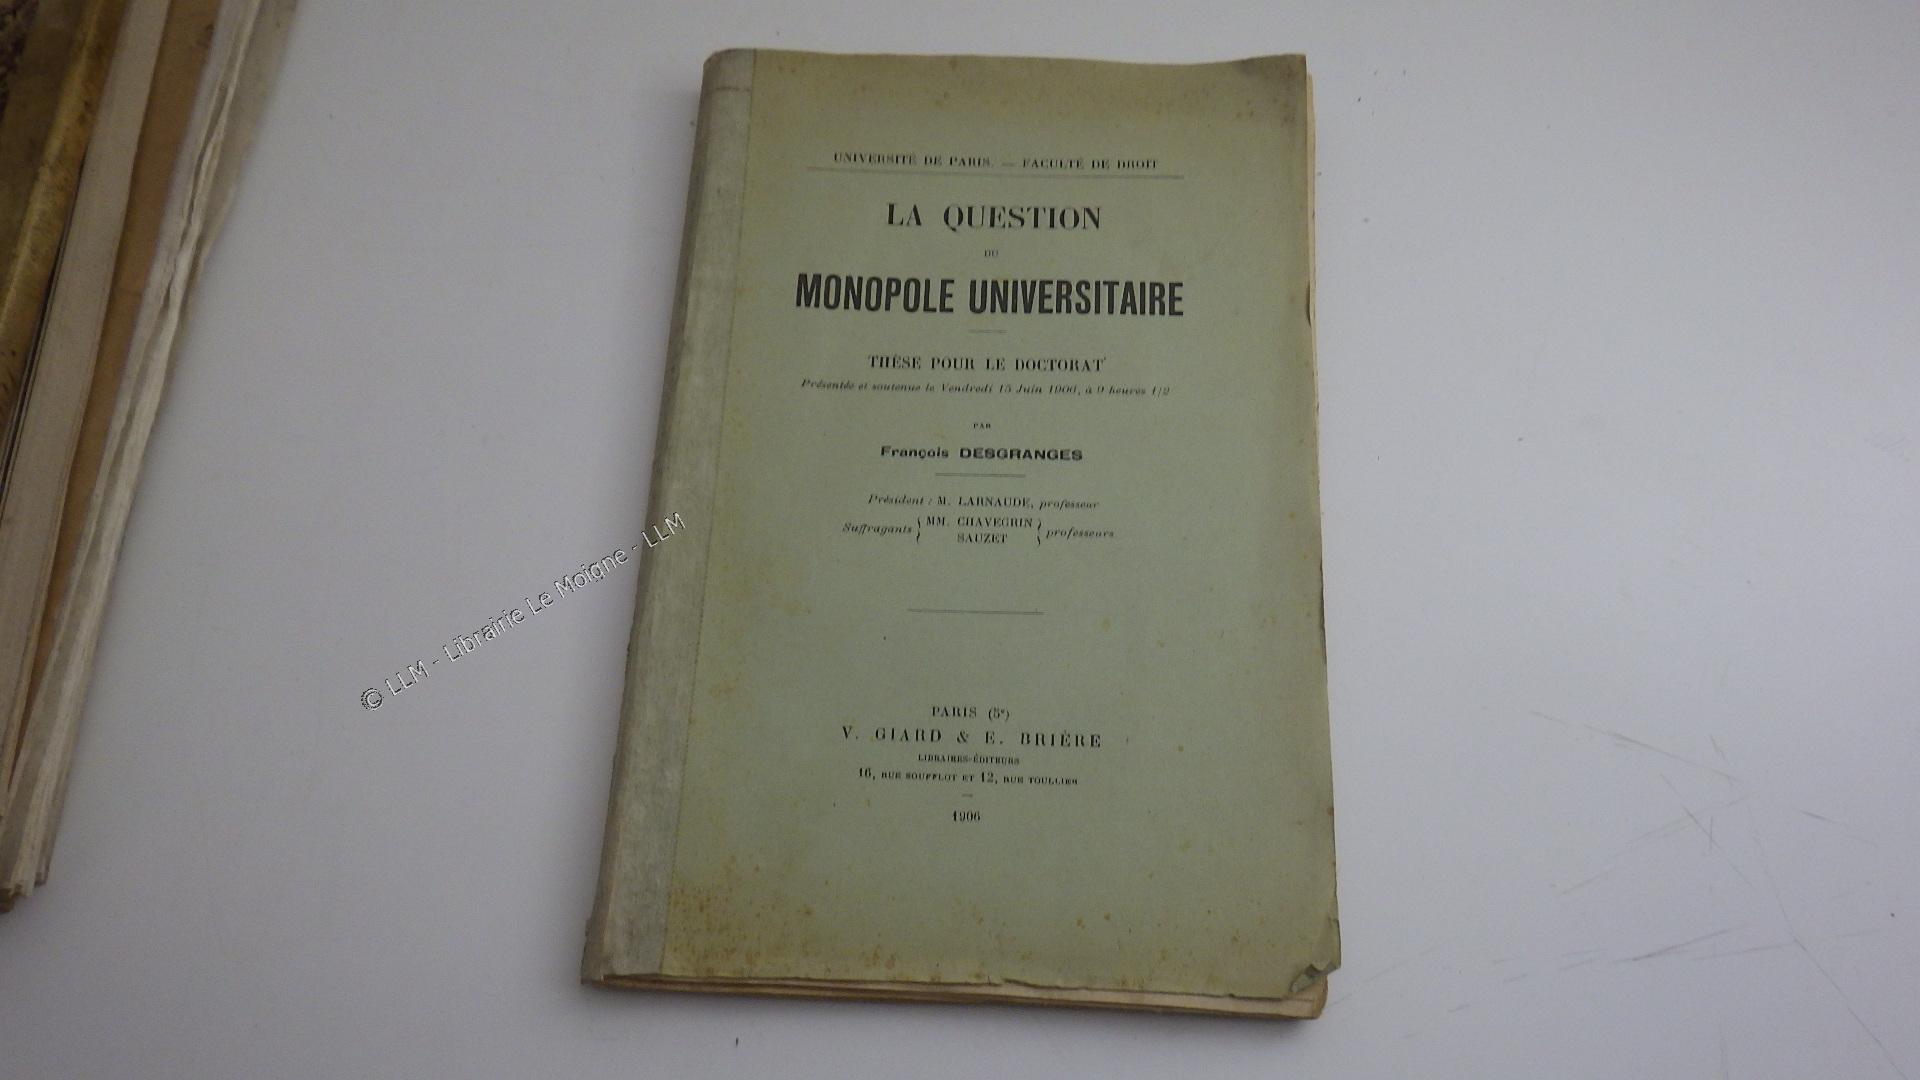 UNIVERSITÉ DE PARIS. — FACULTÉ DE DROIT
LA QUESTION
DU
MONOPOLE UNIVERSITAIRE
THÈSE POUR LE DOCTORAT
Présentée et soutenue le Vendredi 15 Juin 1906, à 9 heures 1/2
PAR
François DESGRANGES
Président : M. LARNAUDE, professeur
Suffragants { MM. CHAVEGRIN } professeurs
SAUZET
PARIS (5e)
V. GIARD & E. BRIÈRE
LIBRAIRES-ÉDITEURS
16, RUE SOUFFLOT ET 12, RUE TOULLIER
1906
© LLM - Librairie Le Moigne - LLM